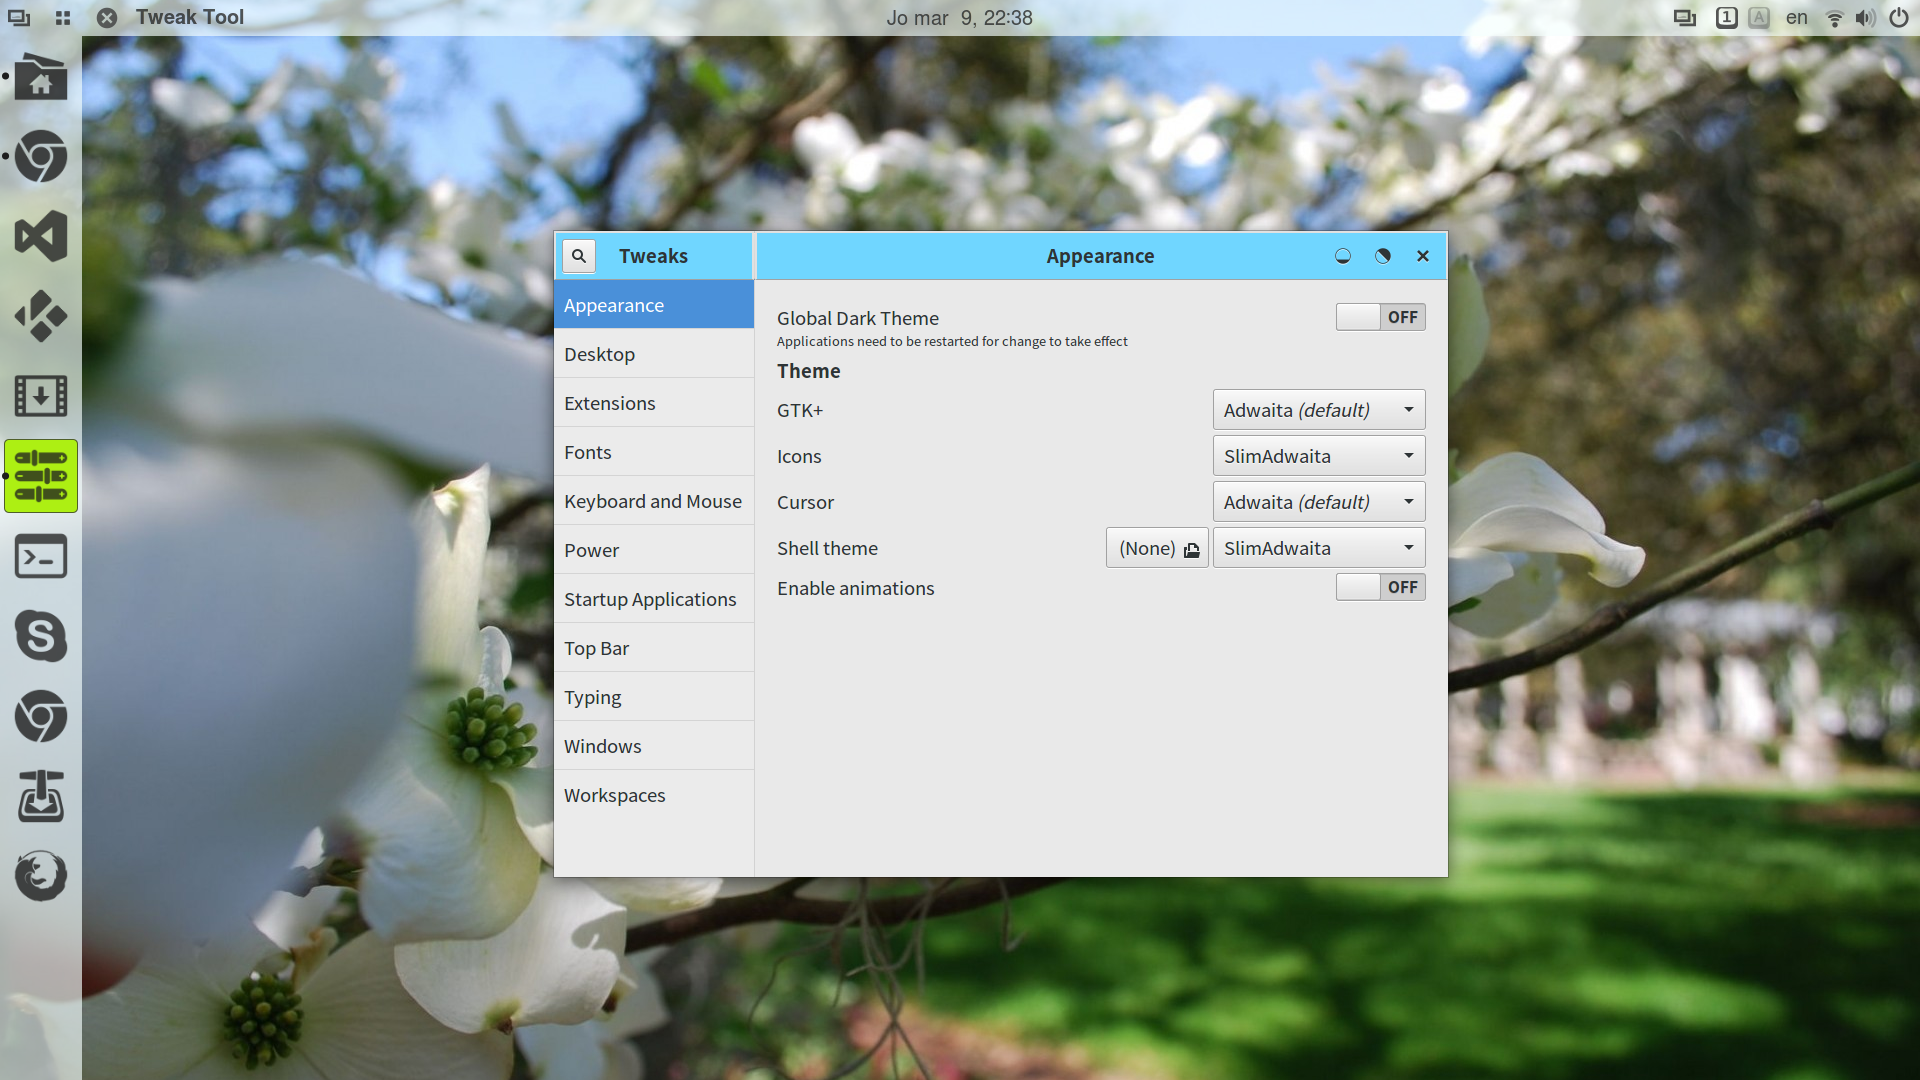 Tweak Tool
Jo mar 9, 22:38
1
A
en
Tweaks
Appearance
Appearance
Desktop
Extensions
Fonts
Keyboard and Mouse
Power
Startup Applications
Top Bar
Typing
Windows
Workspaces
Global Dark Theme
OFF
Applications need to be restarted for change to take effect
Theme
GTK+
Adwaita (default)
Icons
SlimAdwaita
Cursor
Adwaita (default)
Shell theme
(None)
SlimAdwaita
Enable animations
OFF